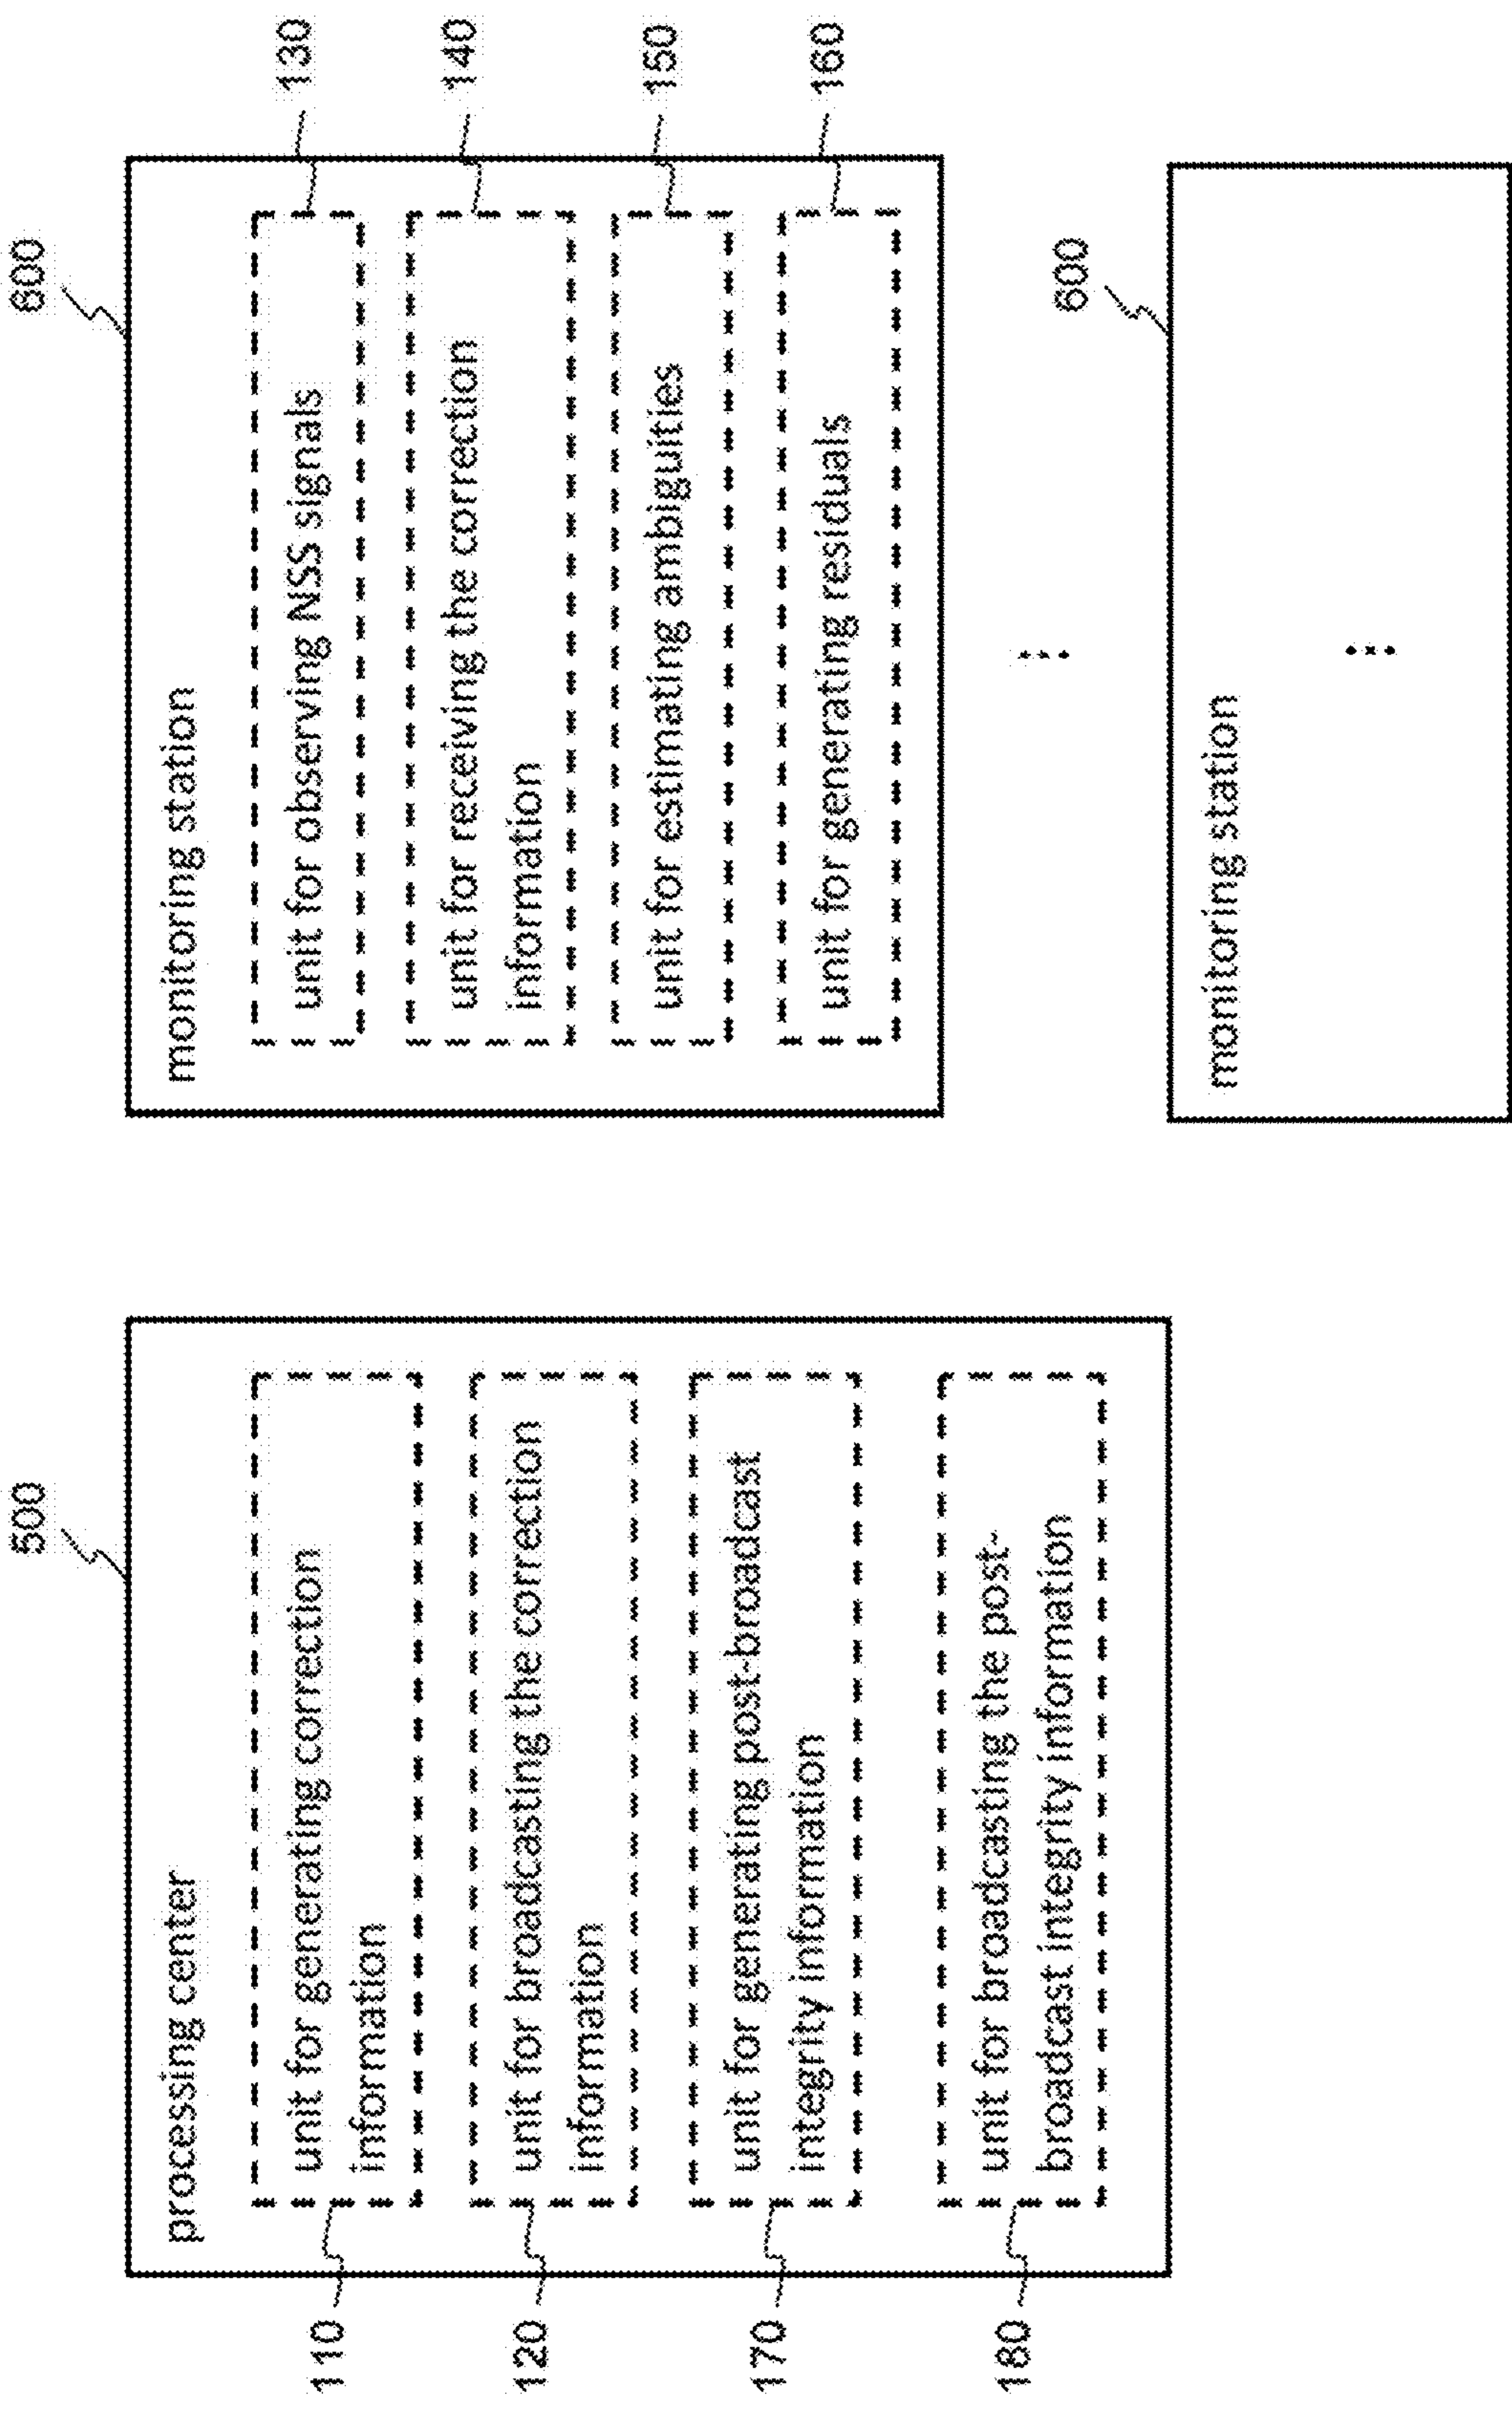 500
processing center
110
unit for generating correction
information
120
unit for broadcasting the correction
information
170
unit for generating post-broadcast
integrity information
180
unit for broadcasting the post-
broadcast integrity information
600
monitoring station
unit for observing NSS signals
130
unit for receiving the correction
information
140
unit for estimating ambiguities
150
unit for generating residuals
160
600
monitoring station